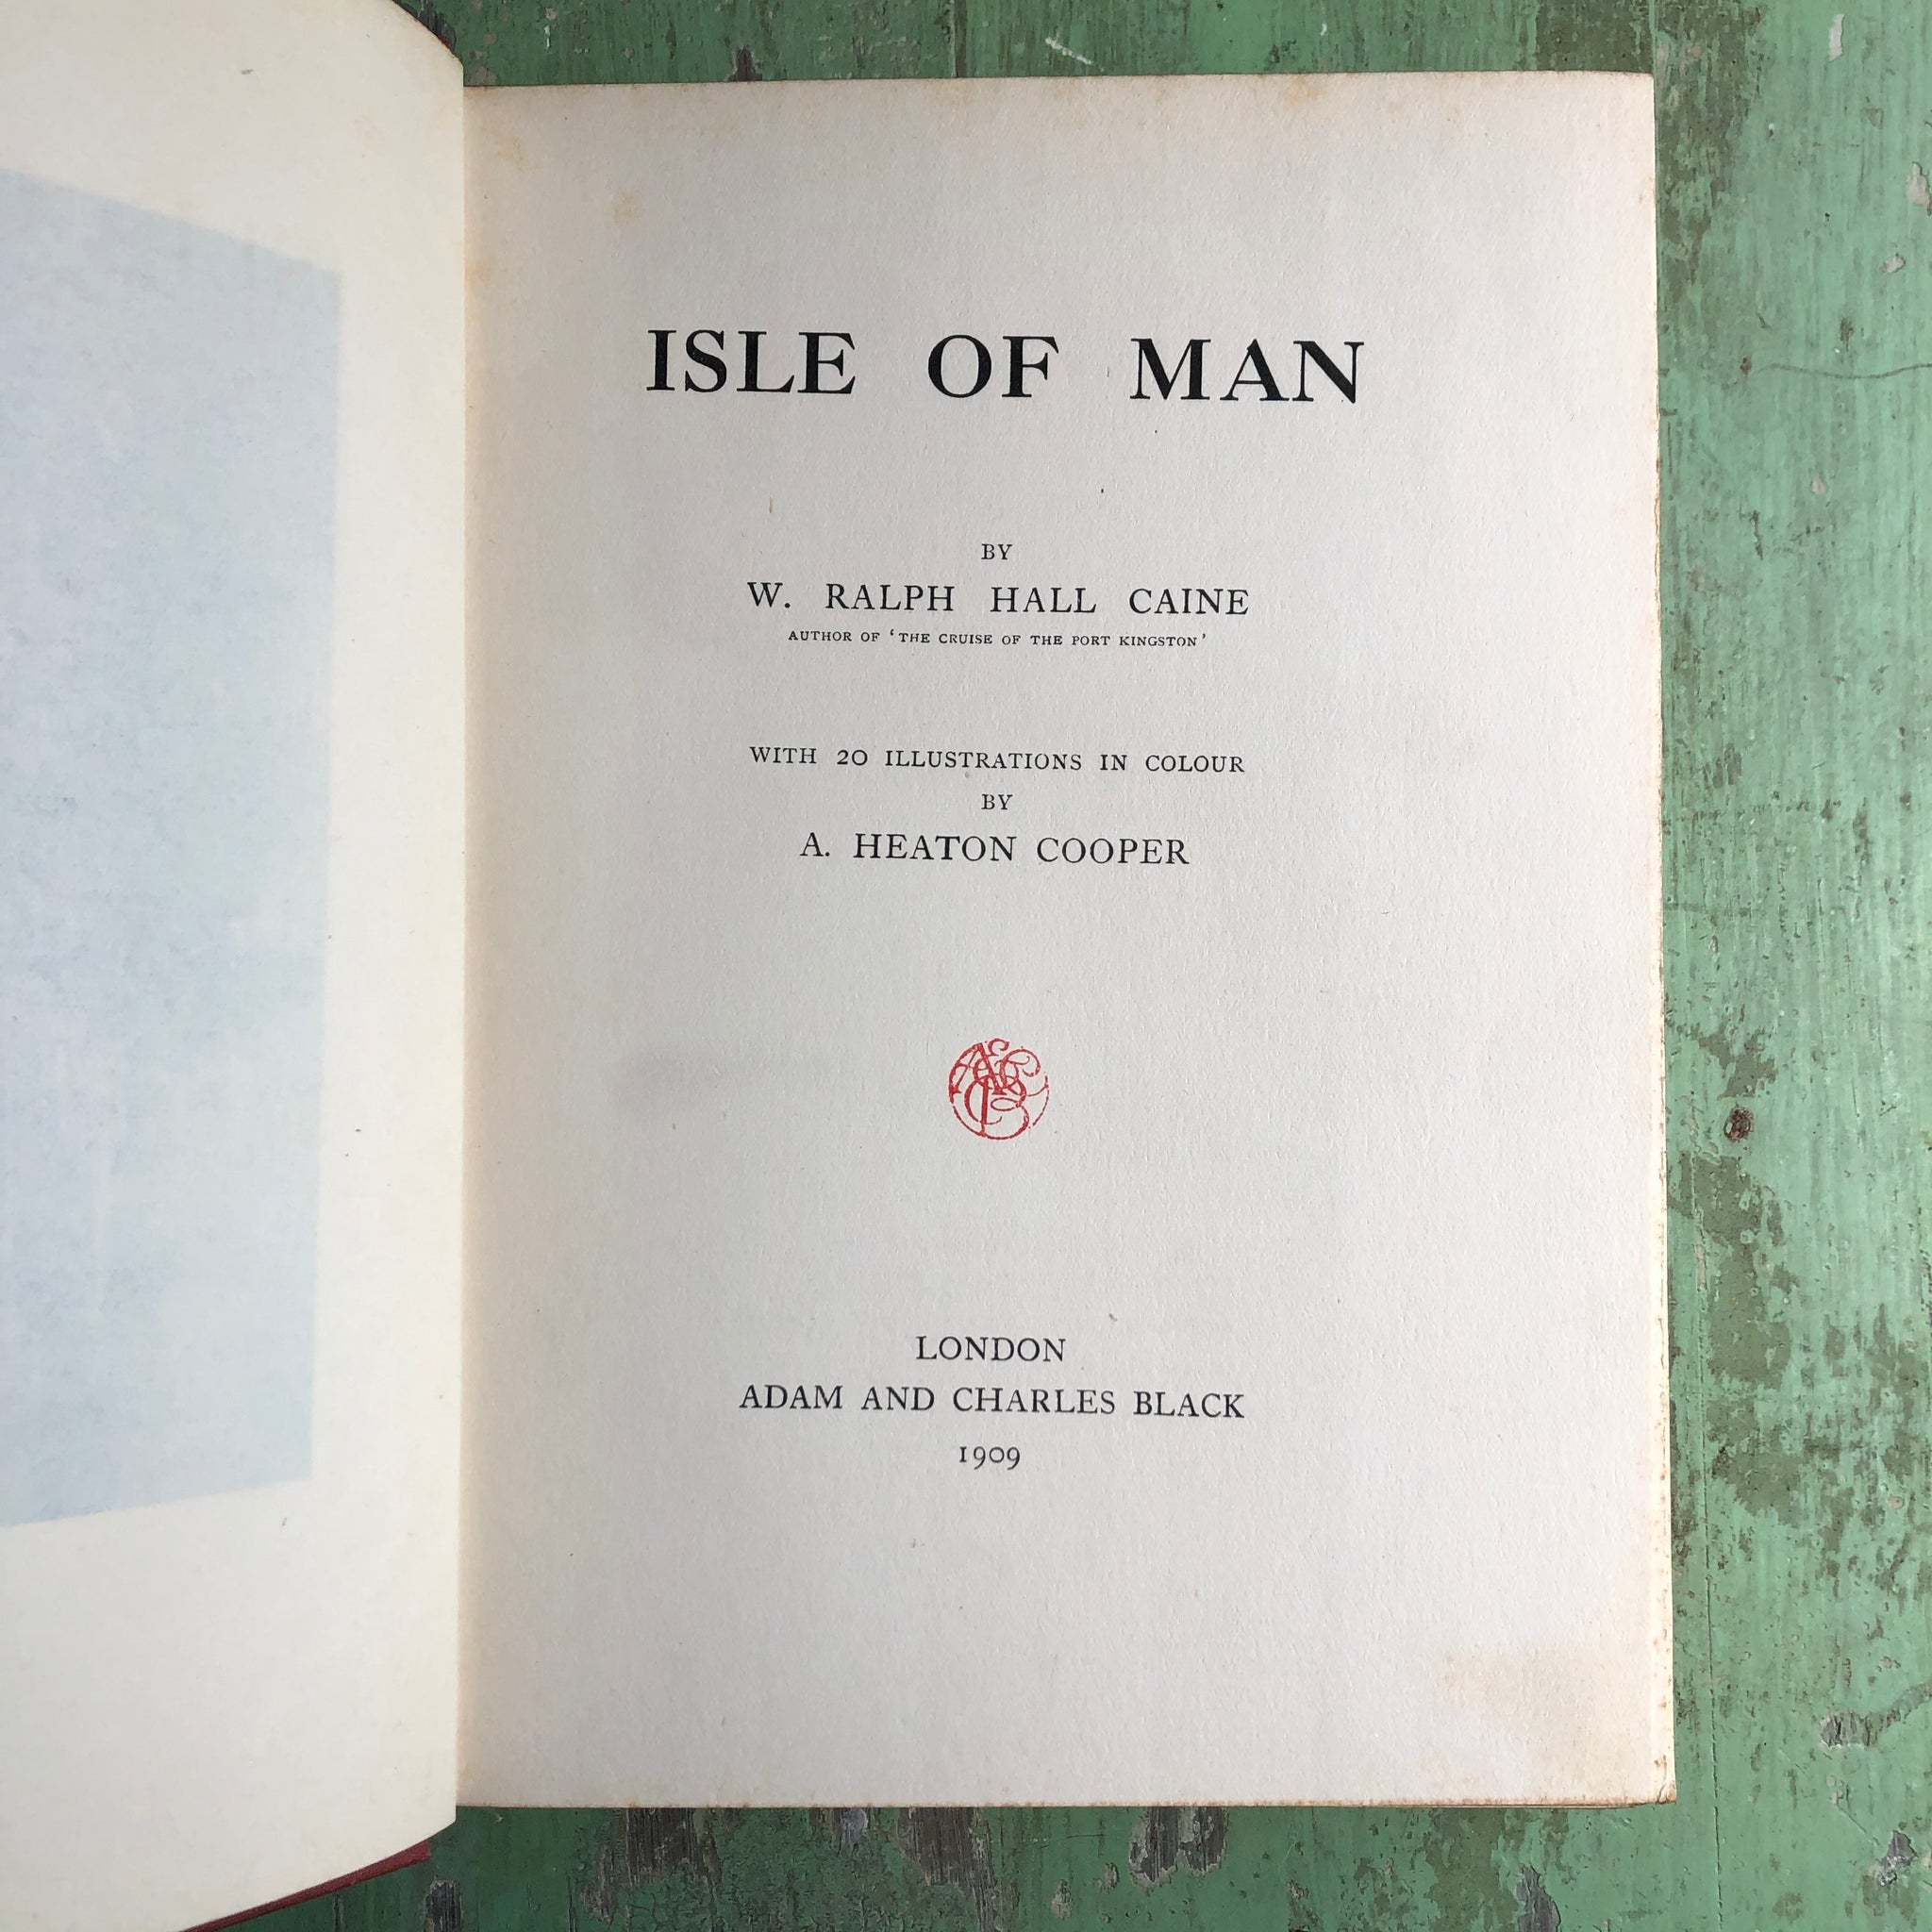 ISLE OF MAN
BY
W. RALPH HALL CAINE
AUTHOR OF ‘THE CRUISE OF THE PORT KINGSTON’
WITH 20 ILLUSTRATIONS IN COLOUR
BY
A. HEATON COOPER
LONDON
ADAM AND CHARLES BLACK
1909